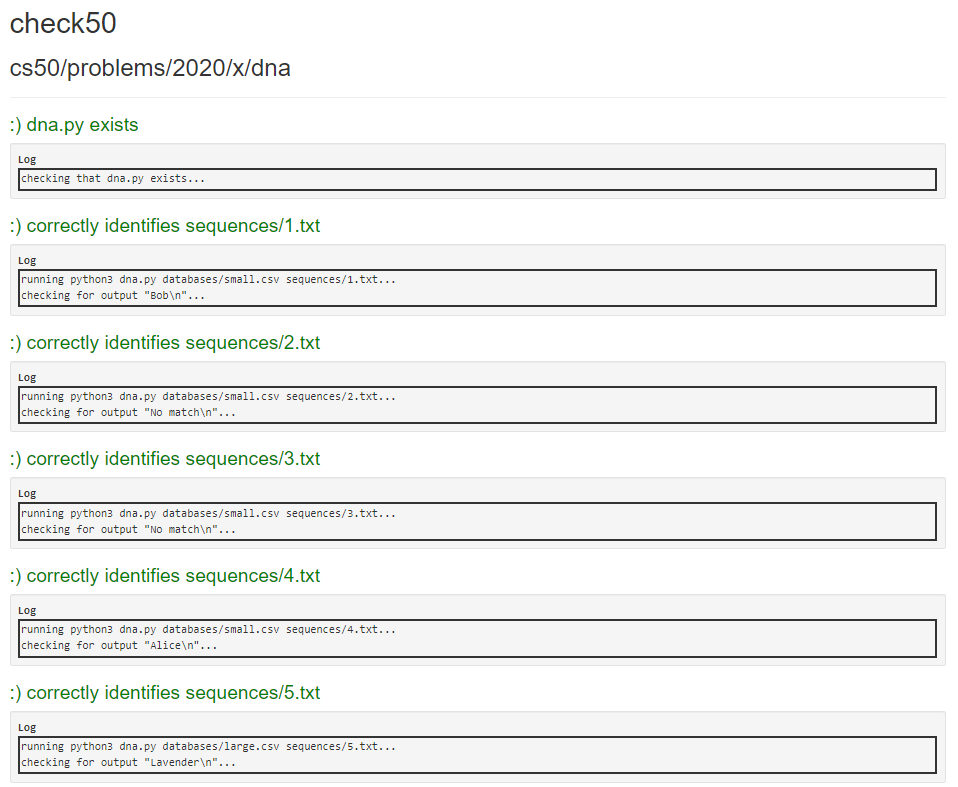 check50
cs50/problems/2020/x/dna
:) dna.py exists
Log
checking that dna.py exists...
:) correctly identifies sequences/1.txt
Log
running python3 dna.py databases/small.csv sequences/1.txt...
checking for output "Bob\n"...
:) correctly identifies sequences/2.txt
Log
running python3 dna.py databases/small.csv sequences/2.txt...
checking for output "No match\n"...
:) correctly identifies sequences/3.txt
Log
running python3 dna.py databases/small.csv sequences/3.txt...
checking for output "No match\n"...
:) correctly identifies sequences/4.txt
Log
running python3 dna.py databases/small.csv sequences/4.txt...
checking for output "Alice\n"...
:) correctly identifies sequences/5.txt
Log
running python3 dna.py databases/large.csv sequences/5.txt...
checking for output "Lavender\n"...